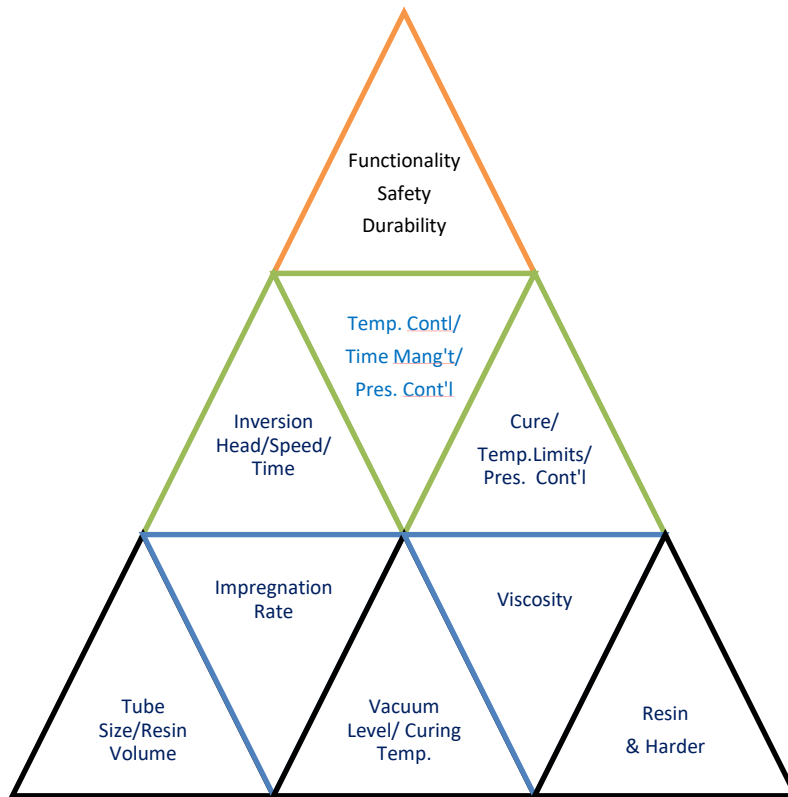 Functionality
Safety
Durability
Temp. Contl/
Time Mang't/
Pres. Cont'l
Inversion
Head/Speed/
Time
Cure/
Temp.Limits/
Pres. Cont'l
Impregnation
Rate
Viscosity
Tube
Size/Resin
Volume
Vacuum
Level/ Curing
Temp.
Resin
& Harder